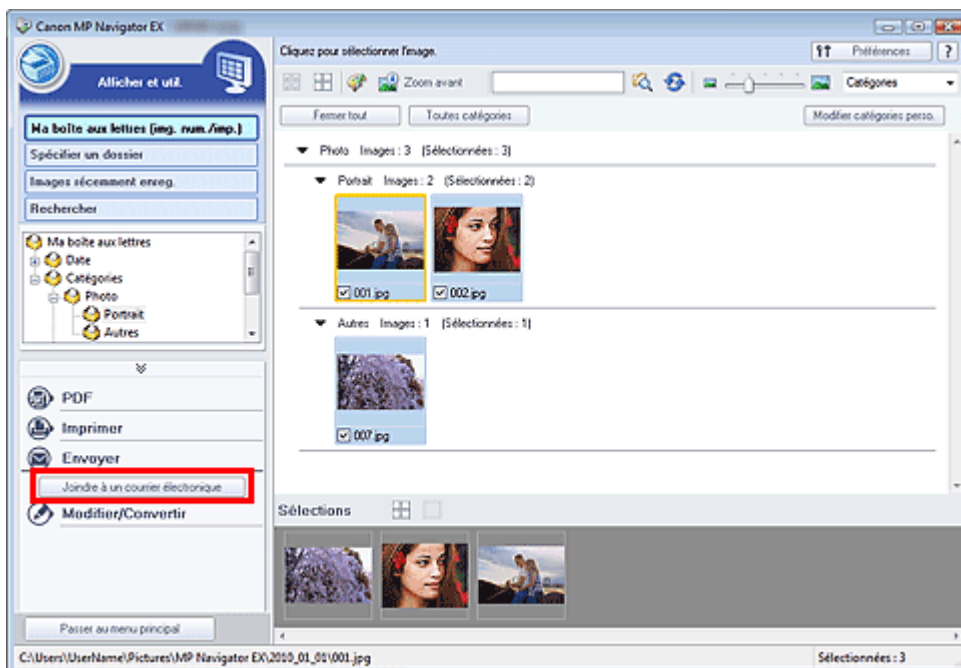 Canon MP Navigator EX
Afficher et util.
Ma boîte aux lettres (img. num./imp.)
Spécifier un dossier
Images récemment enreg.
Rechercher
Ma boîte aux lettres
Date
Catégories
Photo
Portrait
Autres
PDF
Imprimer
Envoyer
Joindre à un courrier électronique
Modifier/Convertir
Passer au menu principal
Cliquez pour sélectionner l'image.
Préférences
?
Zoom avant
Catégories
Fermer tout
Toutes catégories
Modifier catégories perso.
Photo Images : 3 (Sélectionnées : 3)
Portrait Images : 2 (Sélectionnées : 2)
001.jpg
002.jpg
Autres Images : 1 (Sélectionnées : 1)
007.jpg
Sélections
C:\Users\UserName\Pictures\MP Navigator EX\2010_01_01\001.jpg
Sélectionnées : 3